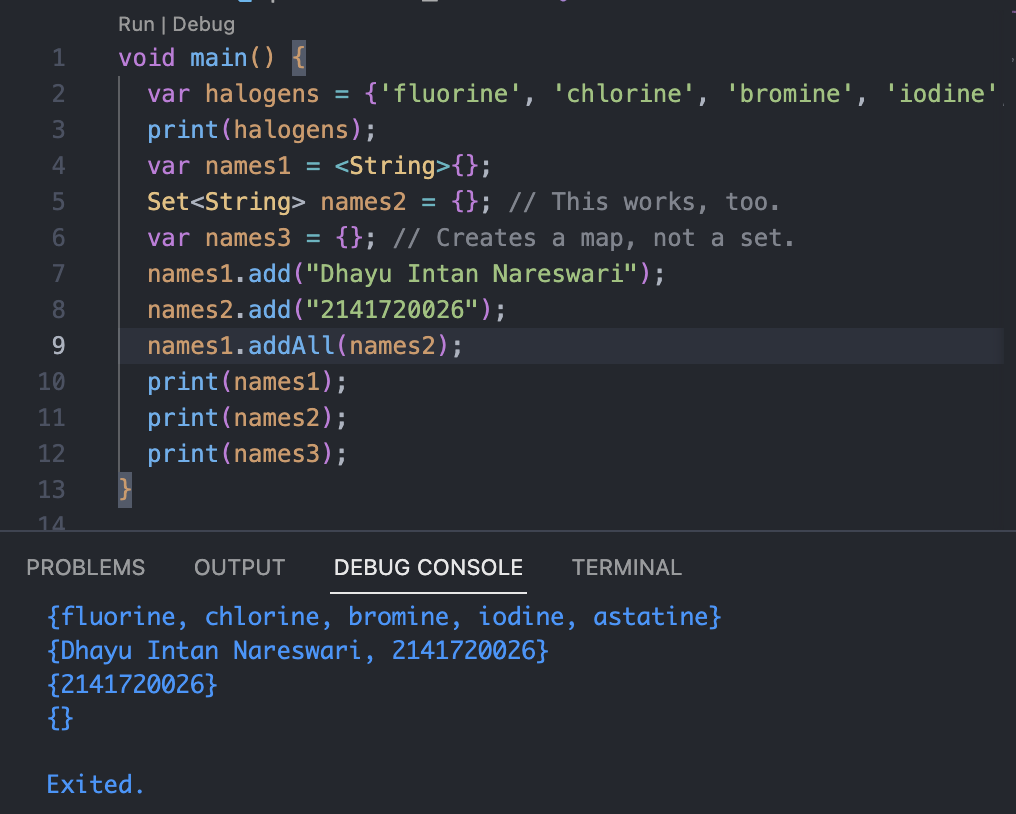 Run | Debug
1 void main() {
2 var halogens = {'fluorine', 'chlorine', 'bromine', 'iodine',
3 print(halogens);
4 var names1 = <String>{};
5 Set<String> names2 = {}; // This works, too.
6 var names3 = {}; // Creates a map, not a set.
7 names1.add("Dhayu Intan Nareswari");
8 names2.add("2141720026");
9 names1.addAll(names2);
10 print(names1);
11 print(names2);
12 print(names3);
13 }
14
PROBLEMS OUTPUT DEBUG CONSOLE TERMINAL
{fluorine, chlorine, bromine, iodine, astatine}
{Dhayu Intan Nareswari, 2141720026}
{2141720026}
{}
Exited.